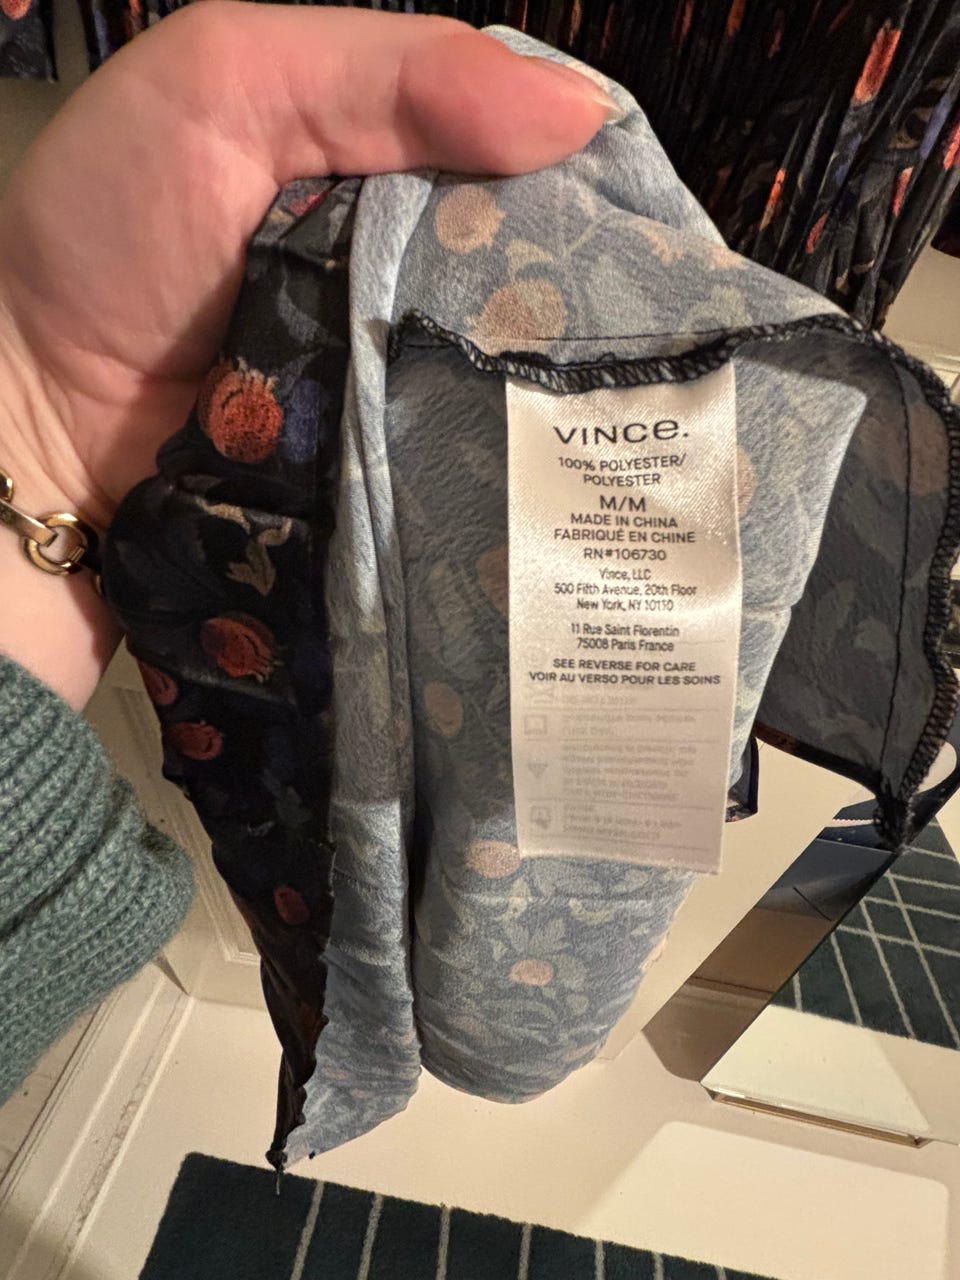 VINCE.
100% POLYESTER/
POLYESTER
M/M
MADE IN CHINA
FABRIQUÉ EN CHINE
RN#106730
Vince, LLC
500 Fifth Avenue, 20th Floor
New York, NY 10110
11 Rue Saint Florentin
75008 Paris France
SEE REVERSE FOR CARE
VOIR AU VERSO POUR LES SOINS